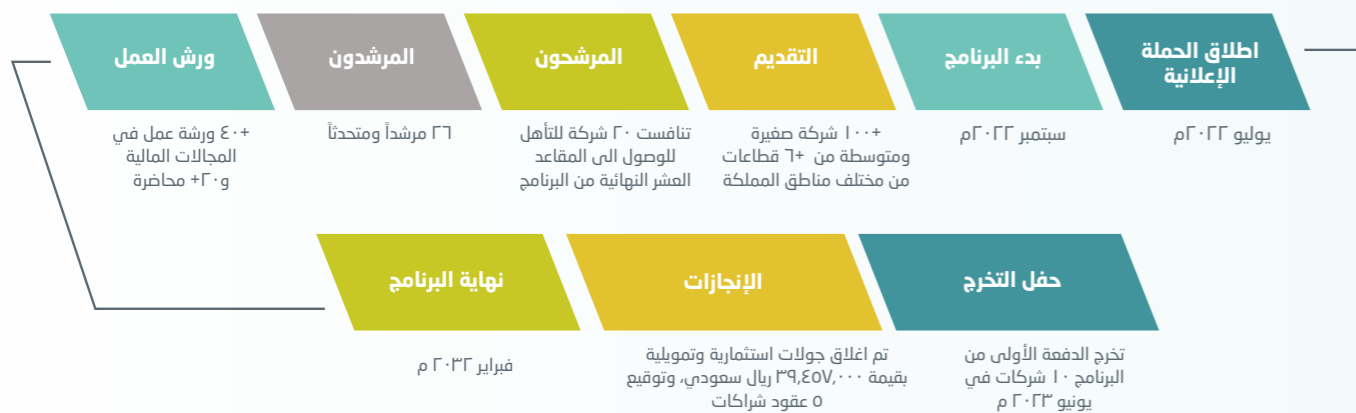 اطلاق الحملة
الإعلانية
يوليو ٢٠٢٢م
بدء البرنامج
سبتمبر ٢٠٢٢م
التقديم
+١٠٠ شركة صغيرة
ومتوسطة من +٦ قطاعات
من مختلف مناطق المملكة
المرشحون
تنافست ٢٠ شركة للتأهل
للوصول الى المقاعد
العشر النهائية من البرنامج
المرشدون
٢٦ مرشداً ومتحدثاً
ورش العمل
+٤٠ ورشة عمل في
المجالات المالية
و٢٠+ محاضرة
نهاية البرنامج
فبراير ٢٠٣٢ م
الإنجازات
تم اغلاق جولات استثمارية وتمويلية
بقيمة ٣٩,٤٥٧,٠٠٠ ريال سعودي، وتوقيع
٥ عقود شراكات
حفل التخرج
تخرج الدفعة الأولى من
البرنامج ١٠ شركات في
يونيو ٢٠٢٣ م